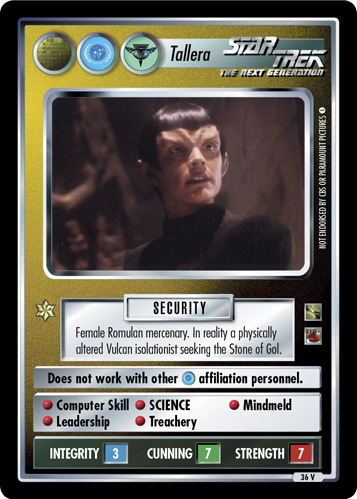 Tallera
STAR TREK
THE NEXT GENERATION
NOT ENDORSED BY CBS OR PARAMOUNT PICTURES
SECURITY
Female Romulan mercenary. In reality a physically
altered Vulcan isolationist seeking the Stone of Gol.
Does not work with other affiliation personnel.
Computer Skill SCIENCE Mindmeld
Leadership Treachery
INTEGRITY 3 CUNNING 7 STRENGTH 7
36 V